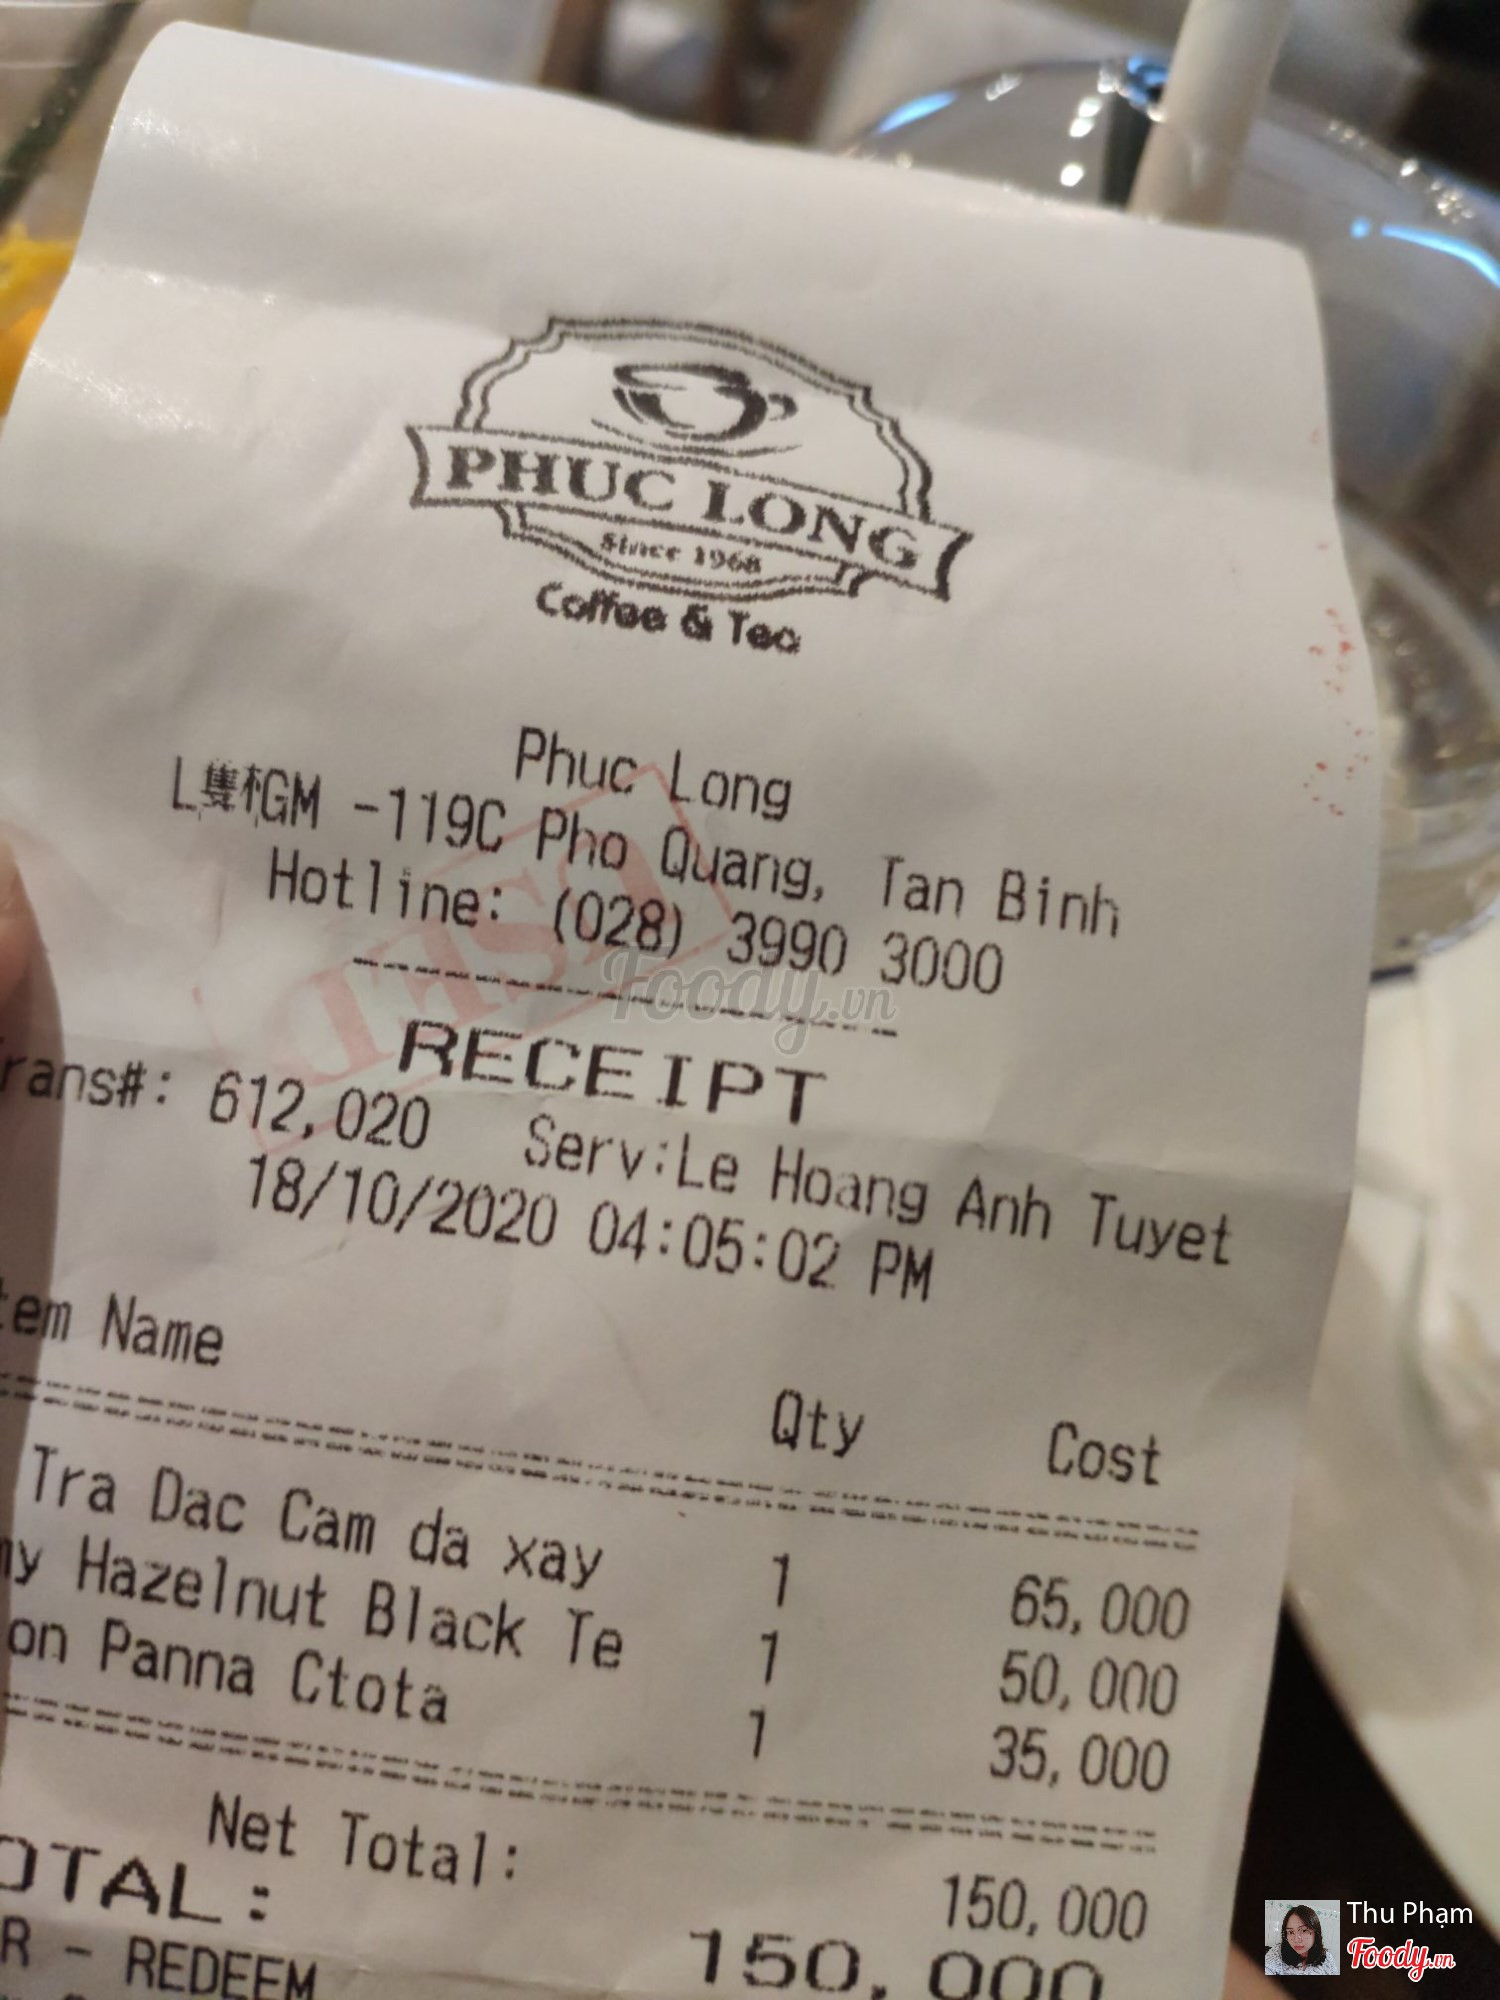 PHUC LONG
Since 1968
Coffee & Tea
Phuc Long
GM -119C Pho Quang, Tan Binh
Hotline: (028) 3990 3000
Foody.vn
RECEIPT
rans#: 612,020 Serv:Le Hoang Anh Tuyet
18/10/2020 04:05:02 PM
tem Name Qty Cost
Tra Dac Cam da xay 1 65,000
my Hazelnut Black Te 1 50,000
on Panna Ctota 1 35,000
Net Total: 150,000
OTAL: 150,000
R - REDEEM
Thu Phạm
Foody.vn